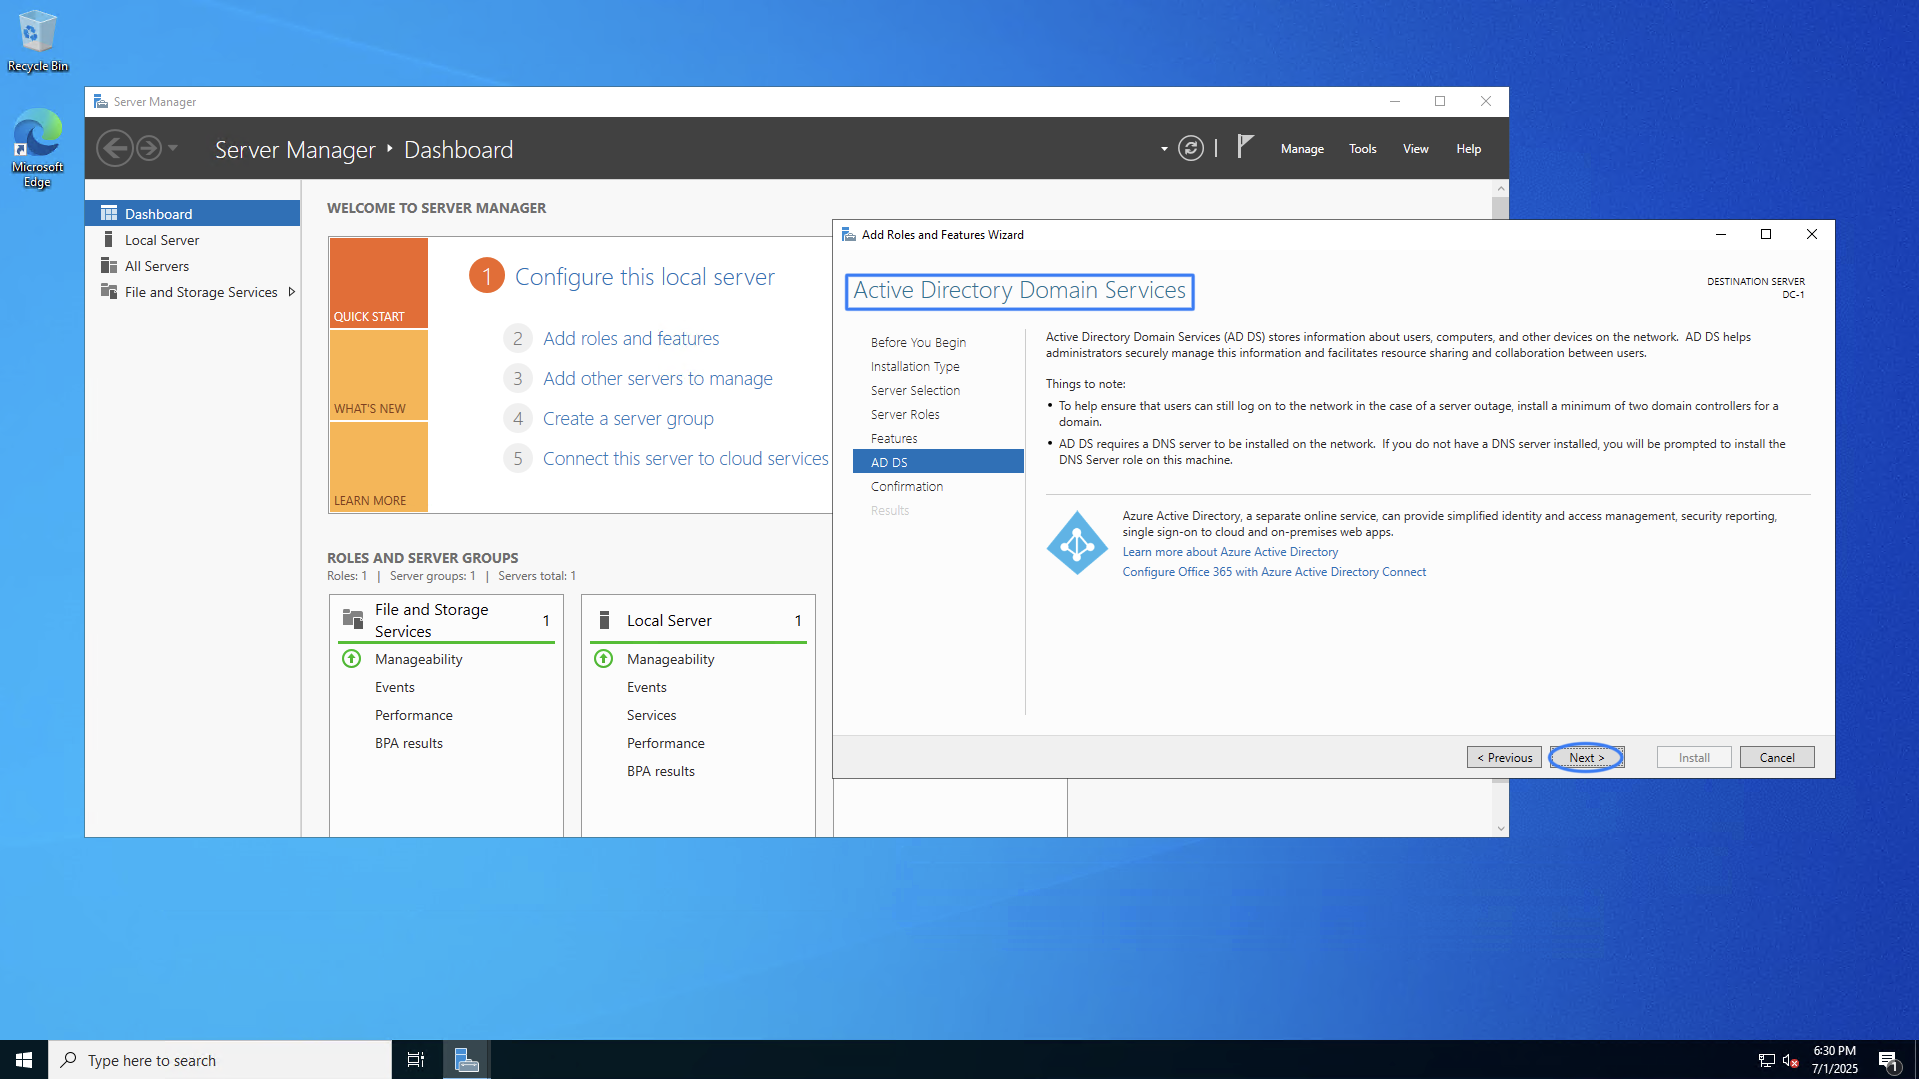 Recycle Bin
Microsoft
Edge
Server Manager
Server Manager ‣ Dashboard
Manage
Tools
View
Help
Dashboard
Local Server
All Servers
File and Storage Services
WELCOME TO SERVER MANAGER
QUICK START
WHAT'S NEW
LEARN MORE
1 Configure this local server
2 Add roles and features
3 Add other servers to manage
4 Create a server group
5 Connect this server to cloud services
ROLES AND SERVER GROUPS
Roles: 1 | Server groups: 1 | Servers total: 1
File and Storage
Services
1
Manageability
Events
Performance
BPA results
Local Server 1
Manageability
Events
Services
Performance
BPA results
Add Roles and Features Wizard
Active Directory Domain Services
DESTINATION SERVER
DC-1
Before You Begin
Installation Type
Server Selection
Server Roles
Features
AD DS
Confirmation
Results
Active Directory Domain Services (AD DS) stores information about users, computers, and other devices on the network. AD DS helps
administrators securely manage this information and facilitates resource sharing and collaboration between users.
Things to note:
• To help ensure that users can still log on to the network in the case of a server outage, install a minimum of two domain controllers for a
domain.
• AD DS requires a DNS server to be installed on the network. If you do not have a DNS server installed, you will be prompted to install the
DNS Server role on this machine.
Azure Active Directory, a separate online service, can provide simplified identity and access management, security reporting,
single sign-on to cloud and on-premises web apps.
Learn more about Azure Active Directory
Configure Office 365 with Azure Active Directory Connect
< Previous
Next >
Install
Cancel
Type here to search
6:30 PM
7/1/2025
1